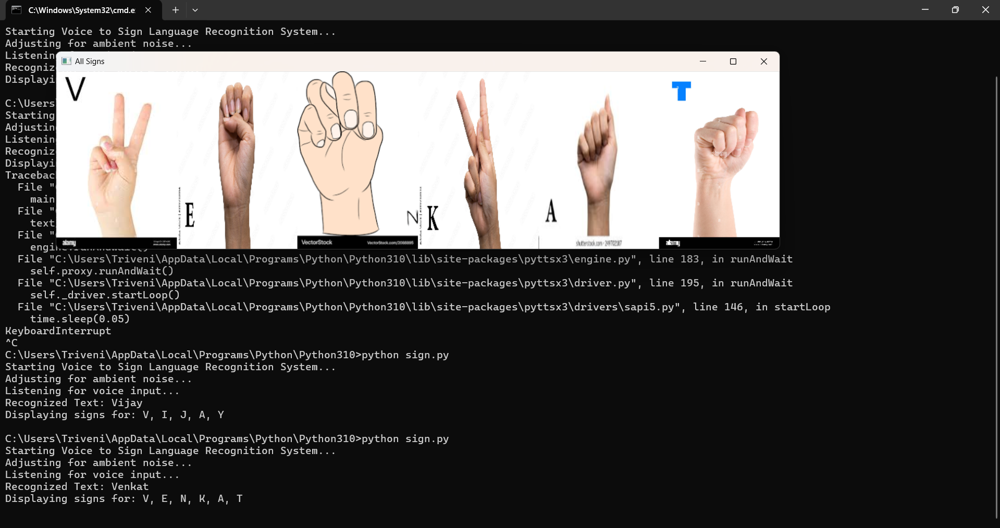 C:\Windows\System32\cmd.e
Starting Voice to Sign Language Recognition System...
Adjusting for ambient noise...
Listenin
Recogniz
Displayi
All Signs
V
E
N
K
A
T
alamy
alamy
VectorStock
VectorStock.com/2088895
shutterstock.com · 249702187
alamy
alamy
C:\Users
Starting
Adjustin
Listenin
Recogniz
Displayi
Traceback
File "
main
File "
text
File "
engine.runAndWait()
File "C:\Users\Triveni\AppData\Local\Programs\Python\Python310\lib\site-packages\pyttsx3\engine.py", line 183, in runAndWait
self.proxy.runAndWait()
File "C:\Users\Triveni\AppData\Local\Programs\Python\Python310\lib\site-packages\pyttsx3\driver.py", line 195, in runAndWait
self._driver.startLoop()
File "C:\Users\Triveni\AppData\Local\Programs\Python\Python310\lib\site-packages\pyttsx3\drivers\sapi5.py", line 146, in startLoop
time.sleep(0.05)
KeyboardInterrupt
^C
C:\Users\Triveni\AppData\Local\Programs\Python\Python310>python sign.py
Starting Voice to Sign Language Recognition System...
Adjusting for ambient noise...
Listening for voice input...
Recognized Text: Vijay
Displaying signs for: V, I, J, A, Y
C:\Users\Triveni\AppData\Local\Programs\Python\Python310>python sign.py
Starting Voice to Sign Language Recognition System...
Adjusting for ambient noise...
Listening for voice input...
Recognized Text: Venkat
Displaying signs for: V, E, N, K, A, T